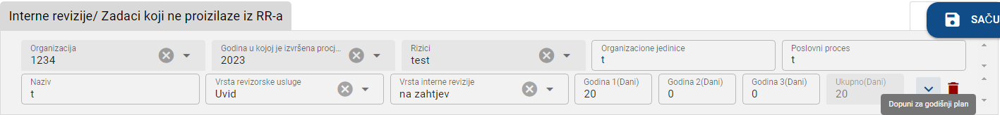 Interne revizije/ Zadaci koji ne proizilaze iz RR-a
SAČU
Organizacija
1234
Godina u kojoj je izvršena procj...
2023
Rizici
test
Organizacione jedinice
t
Poslovni proces
t
Naziv
t
Vrsta revizorske usluge
Uvid
Vrsta interne revizije
na zahtjev
Godina 1(Dani)
20
Godina 2(Dani)
0
Godina 3(Dani)
0
Ukupno(Dani)
20
Dopuni za godišnji plan